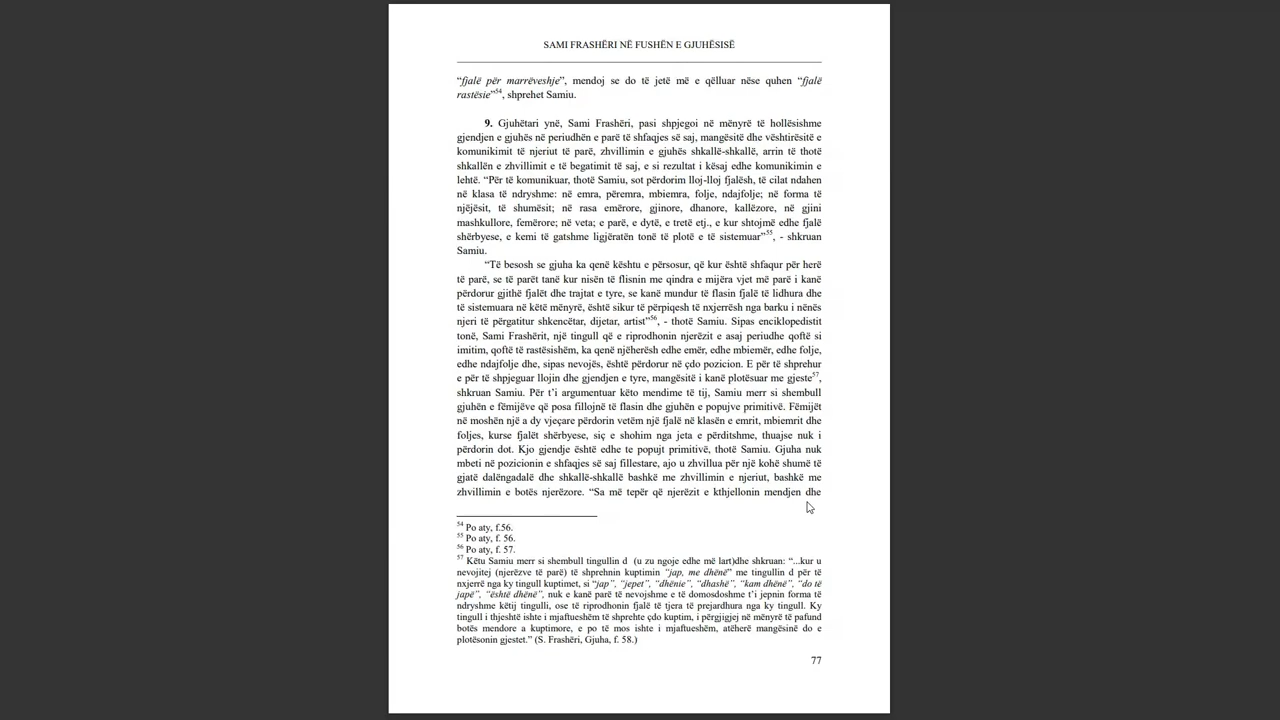 SAMI FRASHËRI NË FUSHËN E GJUHËSISË
“fjalë për marrëveshje”, mendoj se do të jetë më e qëlluar nëse quhen “fjalë
rastësie”54, shprehet Samiu.
9. Gjuhëtari ynë, Sami Frashëri, pasi shpjegoi në mënyrë të hollësishme
gjendjen e gjuhës në periudhën e parë të shfaqjes së saj, mangësitë dhe vështirësitë e
komunikimit të njeriut të parë, zhvillimin e gjuhës shkallë-shkallë, arrin të thotë
shkallën e zhvillimit e të begatimit të saj, e si rezultat i kësaj edhe komunikimin e
lehtë. “Për të komunikuar, thotë Samiu, sot përdorim lloj-lloj fjalësh, të cilat ndahen
në klasa të ndryshme: në emra, përemra, mbiemra, folje, ndajfolje; në forma të
njëjësit, të shumësit; në rasa emërore, gjinore, dhanore, kallëzore, në gjini
mashkullore, femërore; në veta; e parë, e dytë, e tretë etj., e kur shtojmë edhe fjalë
shërbyese, e kemi të gatshme ligjëratën tonë të plotë e të sistemuar”55, - shkruan
Samiu.
“Të besosh se gjuha ka qenë kështu e përsosur, që kur është shfaqur për herë
të parë, se të parët tanë kur nisën të flisnin me qindra e mijëra vjet më parë i kanë
përdorur gjithë fjalët dhe trajtat e tyre, se kanë mundur të flasin fjalë të lidhura dhe
të sistemuara në këtë mënyrë, është sikur të përpiqesh të nxjerrësh nga barku i nënës
njeri të përgatitur shkencëtar, dijetar, artist”56, - thotë Samiu. Sipas enciklopedistit
tonë, Sami Frashërit, një tingull që e riprodhonin njerëzit e asaj periudhe qoftë si
imitim, qoftë të rastësishëm, ka qenë njëherësh edhe emër, edhe mbiemër, edhe folje,
edhe ndajfolje dhe, sipas nevojës, është përdorur në çdo pozicion. E për të shprehur
e për të shpjeguar llojin dhe gjendjen e tyre, mangësitë i kanë plotësuar me gjeste57,
shkruan Samiu. Për t’i argumentuar këto mendime të tij, Samiu merr si shembull
gjuhën e fëmijëve që posa fillojnë të flasin dhe gjuhën e popujve primitivë. Fëmijët
në moshën një a dy vjeçare përdorin vetëm një fjalë në klasën e emrit, mbiemrit dhe
foljes, kurse fjalët shërbyese, siç e shohim nga jeta e përditshme, thuajse nuk i
përdorin dot. Kjo gjendje është edhe te popujt primitivë, thotë Samiu. Gjuha nuk
mbeti në pozicionin e shfaqjes së saj fillestare, ajo u zhvillua për një kohë shumë të
gjatë dalëngadalë dhe shkallë-shkallë bashkë me zhvillimin e njeriut, bashkë me
zhvillimin e botës njerëzore. “Sa më tepër që njerëzit e kthjellonin mendjen dhe
54 Po aty, f.56.
55 Po aty, f. 56.
56 Po aty, f. 57.
57 Këtu Samiu merr si shembull tingullin d (u zu ngoje edhe më lart)dhe shkruan: “...kur u
nevojitej (njerëzve të parë) të shprehnin kuptimin “jap, me dhënë” me tingullin d për të
nxjerrë nga ky tingull kuptimet, si “jap”, “jepet”, “dhënie”, “dhashë”, “kam dhënë”, “do të
japë”, “është dhënë”, nuk e kanë parë të nevojshme e të domosdoshme t’i jepnin forma të
ndryshme këtij tingulli, ose të riprodhonin fjalë të tjera të prejardhura nga ky tingull. Ky
tingull i thjeshtë ishte i mjaftueshëm të shprehte çdo kuptim, i përgjigjej në mënyrë të pafund
botës mendore a kuptimore, e po të mos ishte i mjaftueshëm, atëherë mangësinë do e
plotësonin gjestet.” (S. Frashëri, Gjuha, f. 58.)
77